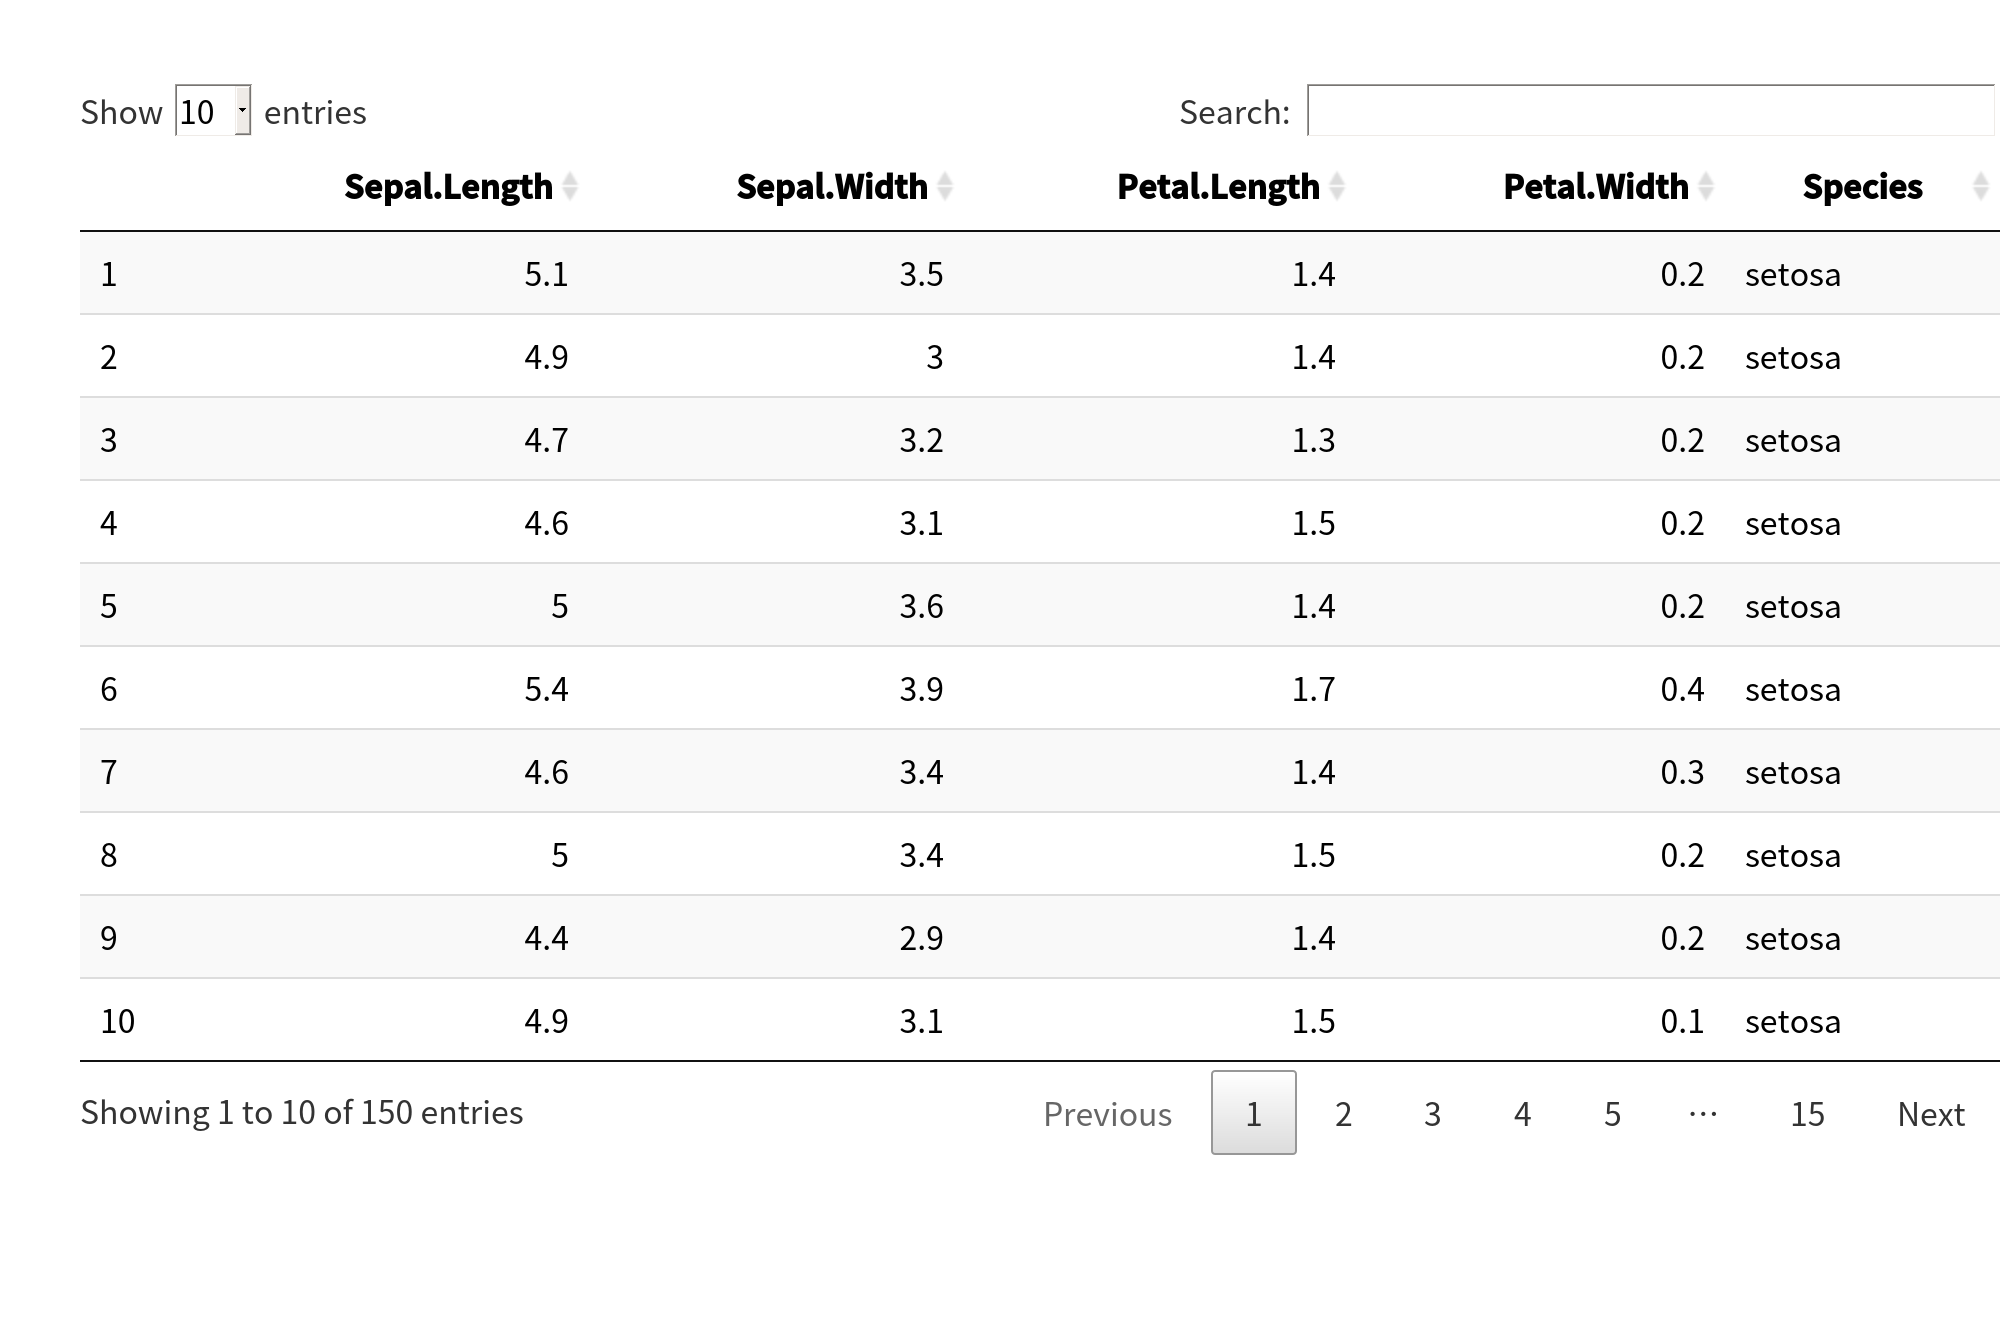 Show 10 entries Search:
Sepal.Length Sepal.Width Petal.Length Petal.Width Species
1 5.1 3.5 1.4 0.2 setosa
2 4.9 3 1.4 0.2 setosa
3 4.7 3.2 1.3 0.2 setosa
4 4.6 3.1 1.5 0.2 setosa
5 5 3.6 1.4 0.2 setosa
6 5.4 3.9 1.7 0.4 setosa
7 4.6 3.4 1.4 0.3 setosa
8 5 3.4 1.5 0.2 setosa
9 4.4 2.9 1.4 0.2 setosa
10 4.9 3.1 1.5 0.1 setosa
Showing 1 to 10 of 150 entries Previous 1 2 3 4 5 … 15 Next